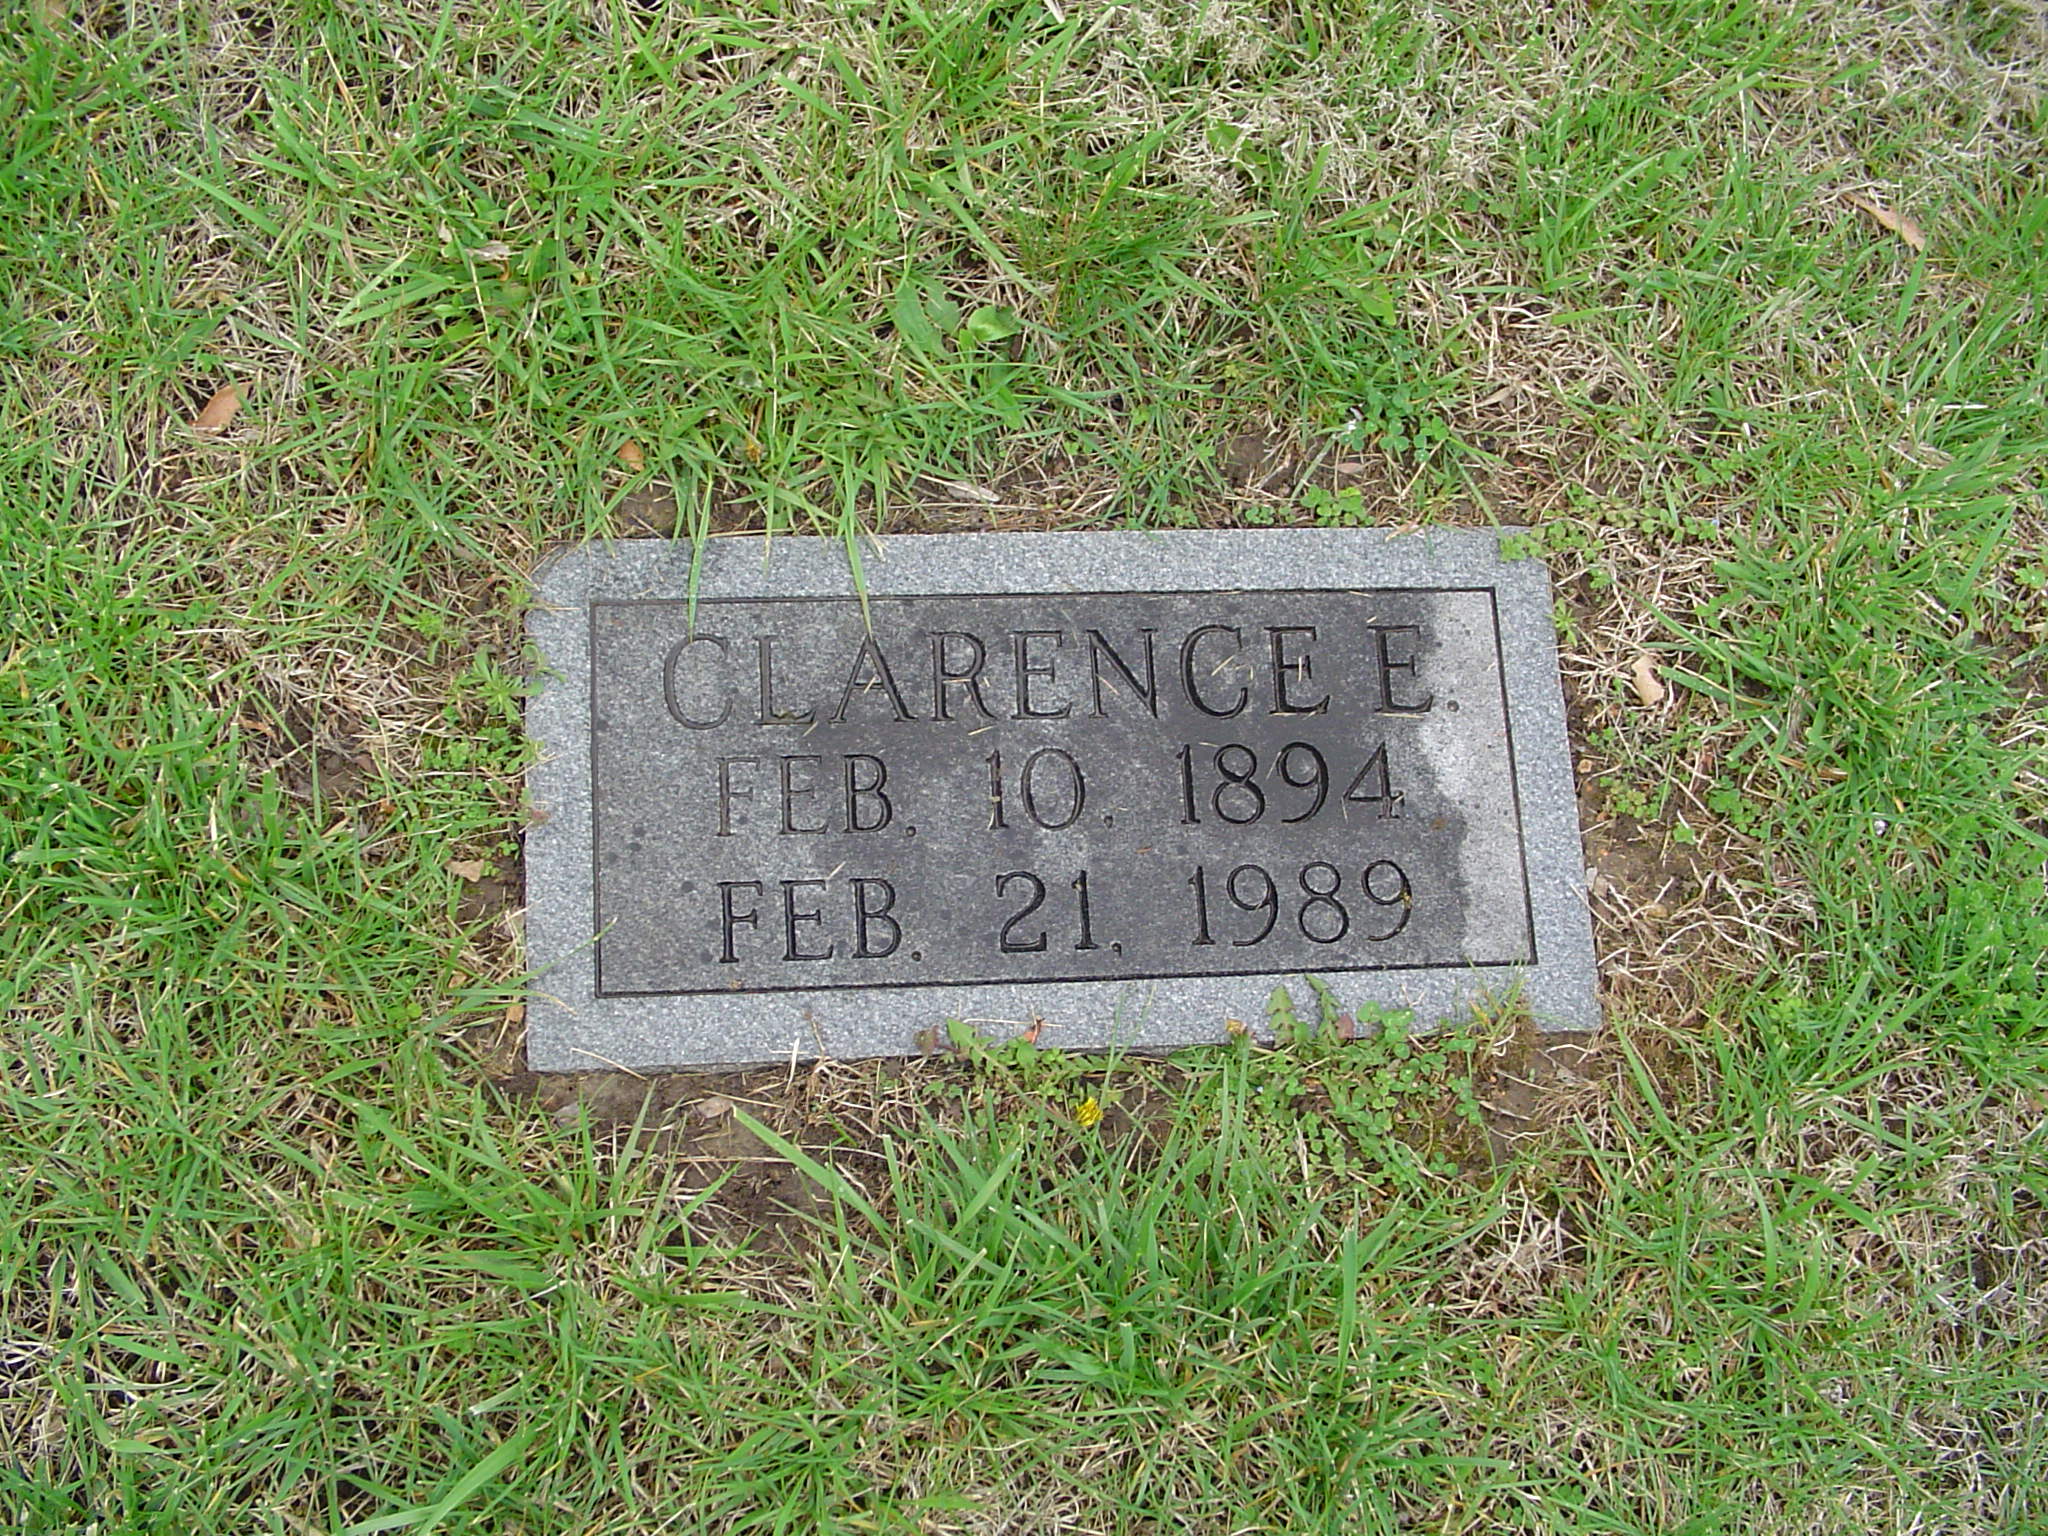 CLARENCE E.
FEB. 10, 1894
FEB. 21, 1989